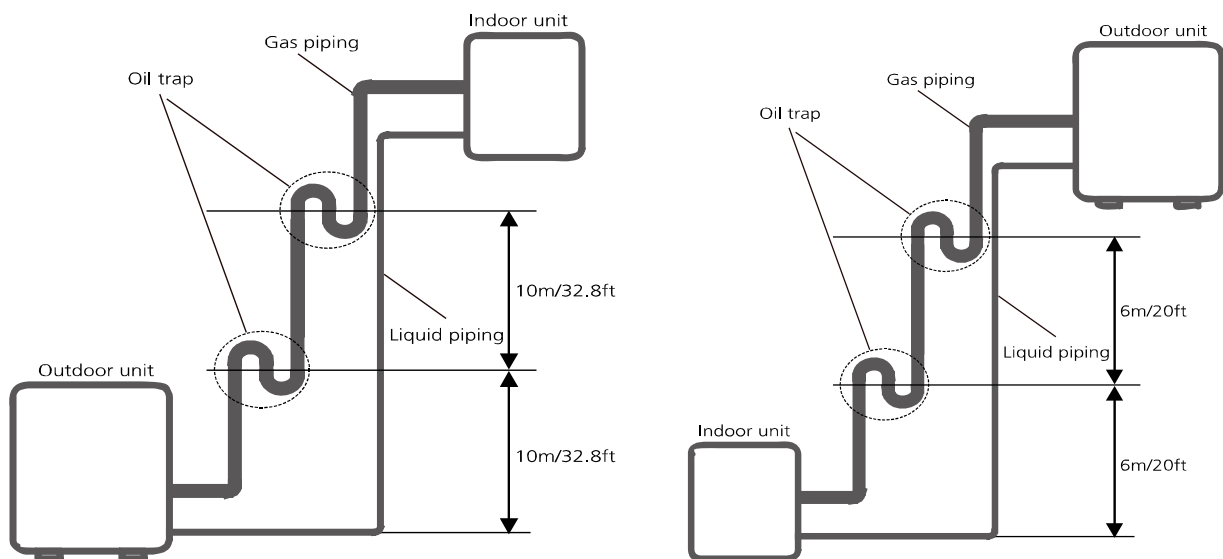 Indoor unit
Gas piping
Oil trap
10m/32.8ft
Liquid piping
Outdoor unit
10m/32.8ft
Outdoor unit
Gas piping
Oil trap
6m/20ft
Liquid piping
Indoor unit
6m/20ft